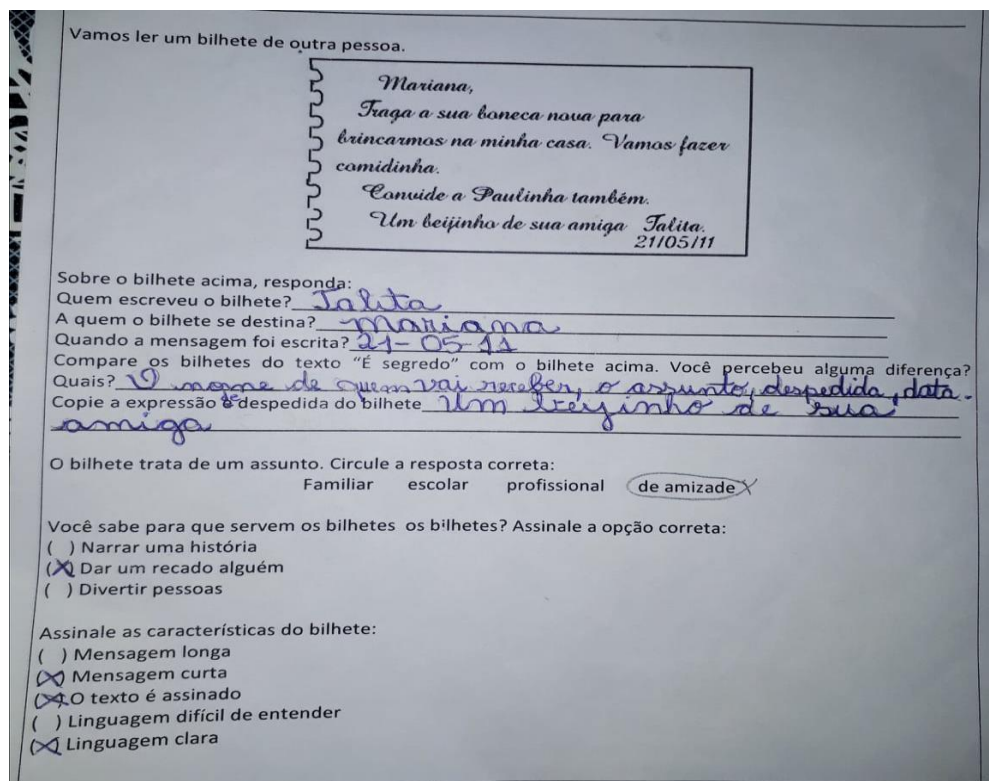 Vamos ler um bilhete de outra pessoa.
Mariana,
Traga a sua boneca nova para
brincarmos na minha casa. Vamos fazer
comidinha.
Convide a Paulinha também.
Um beijinho de sua amiga Talita.
21/05/11
Sobre o bilhete acima, responda:
Quem escreveu o bilhete? Talita
A quem o bilhete se destina? Mariana
Quando a mensagem foi escrita? 21-05-11
Compare os bilhetes do texto “É segredo” com o bilhete acima. Você percebeu alguma diferença?
Quais? O nome de quem vai receber, o assunto, despedida, data.
Copie a expressão de despedida do bilhete Um beijinho de sua
amiga
O bilhete trata de um assunto. Circule a resposta correta:
Familiar escolar profissional de amizade X
Você sabe para que servem os bilhetes os bilhetes? Assinale a opção correta:
( ) Narrar uma história
(X) Dar um recado alguém
( ) Divertir pessoas
Assinale as características do bilhete:
( ) Mensagem longa
(X) Mensagem curta
(X) O texto é assinado
( ) Linguagem difícil de entender
(X) Linguagem clara